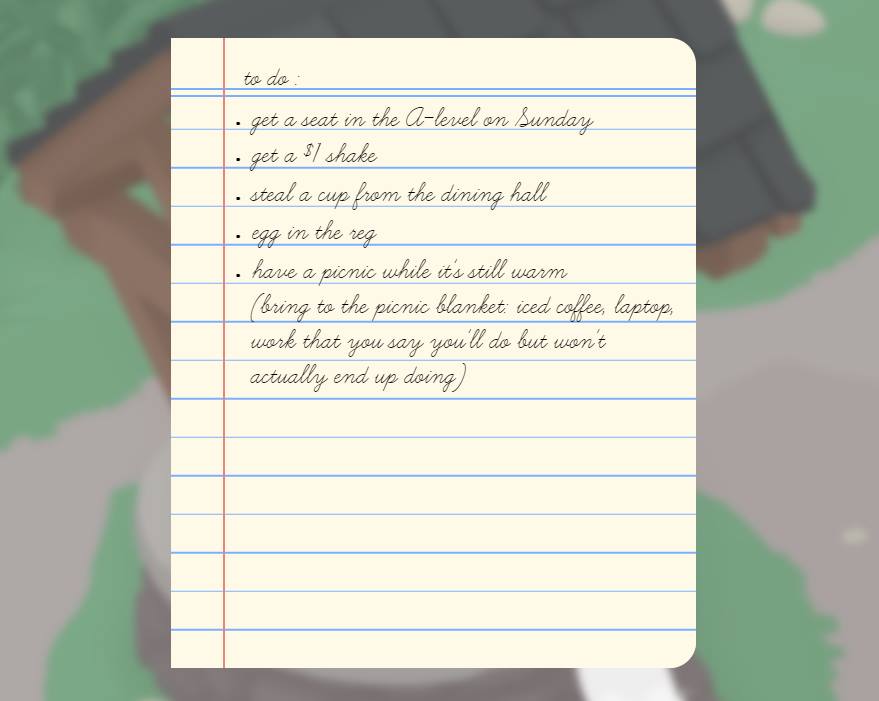 to do :
• get a seat in the A-level on Sunday
• get a $1 shake
• steal a cup from the dining hall
• egg in the reg
• have a picnic while it's still warm
(bring to the picnic blanket: iced coffee, laptop,
work that you say you'll do but won't
actually end up doing)